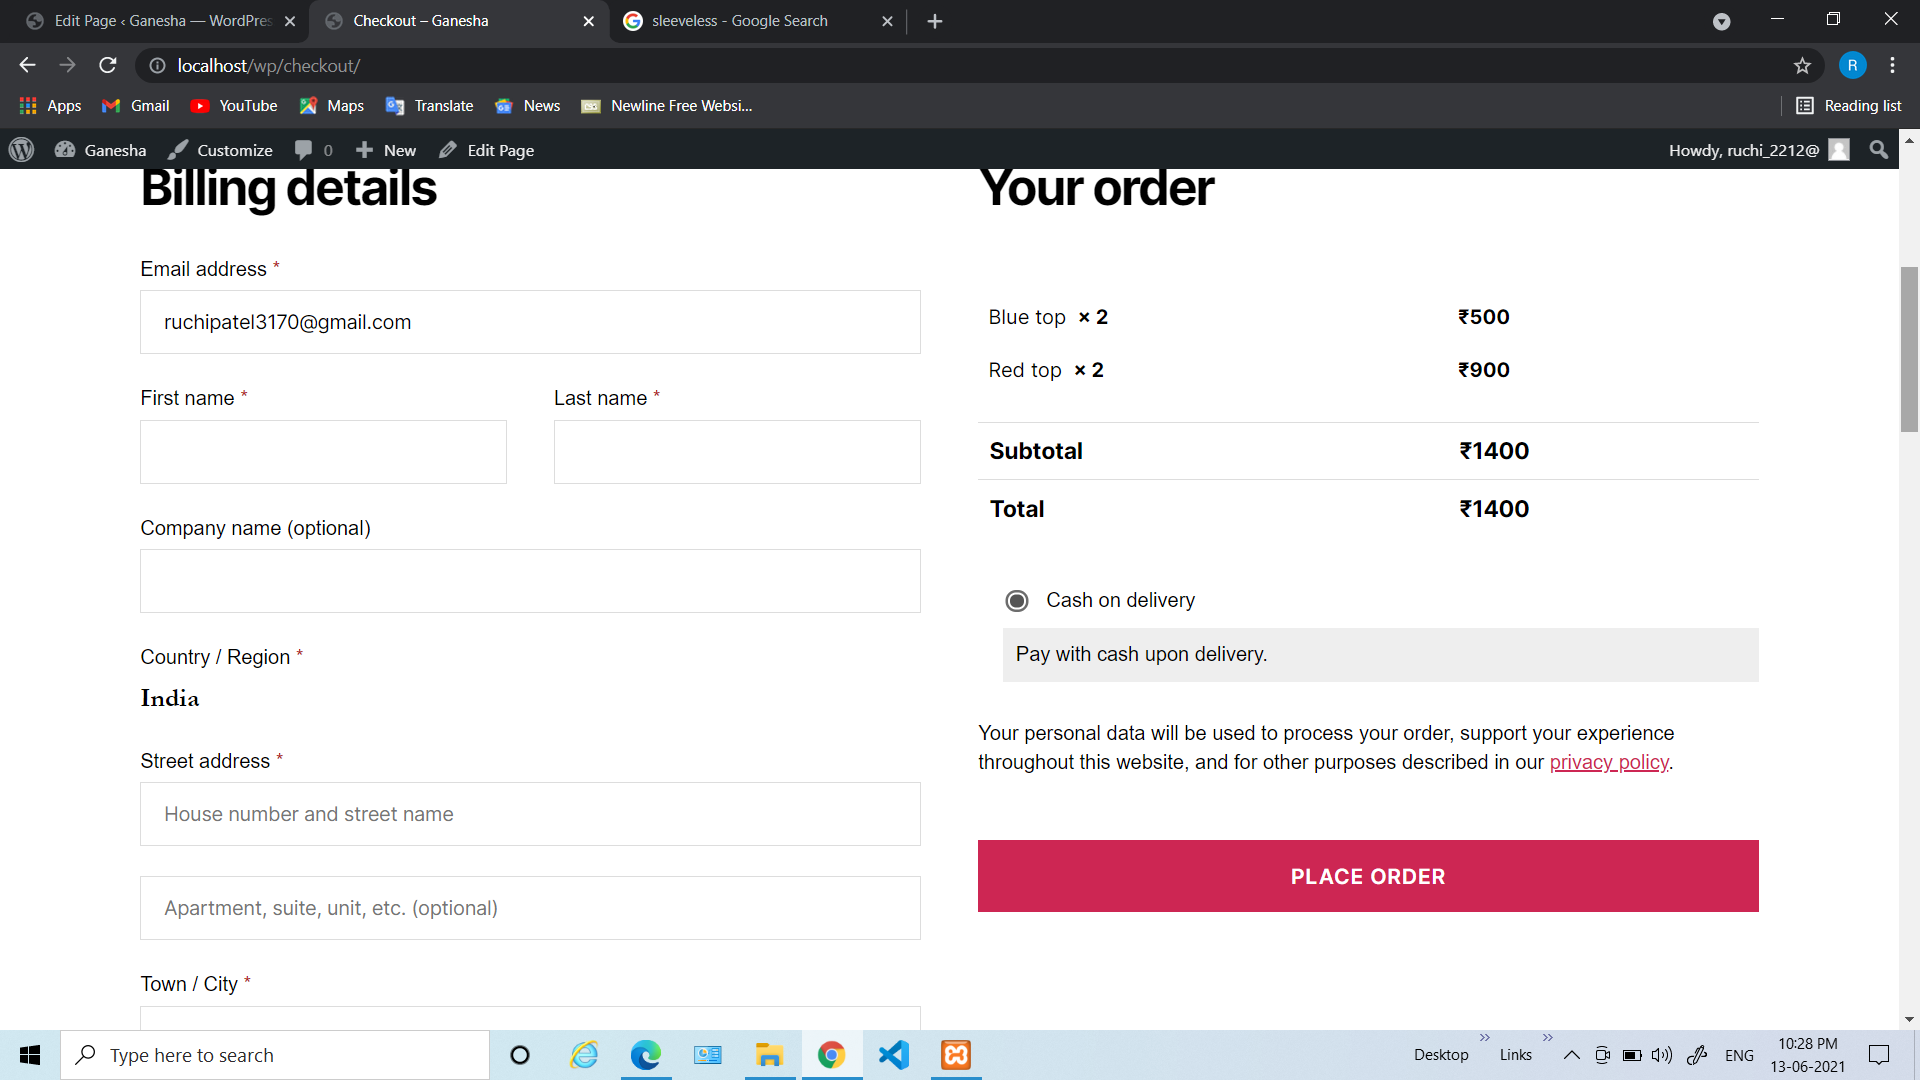 Edit Page ‹ Ganesha — WordPres
Checkout – Ganesha
sleeveless - Google Search
localhost/wp/checkout/
R
Apps
Gmail
YouTube
Maps
Translate
News
Newline Free Websi...
Reading list
Ganesha
Customize
0
New
Edit Page
Howdy, ruchi_2212@
Billing details
Email address *
ruchipatel3170@gmail.com
First name *
Last name *
Company name (optional)
Country / Region *
India
Street address *
House number and street name
Apartment, suite, unit, etc. (optional)
Town / City *
Your order
Blue top × 2 ₹500
Red top × 2 ₹900
Subtotal ₹1400
Total ₹1400
Cash on delivery
Pay with cash upon delivery.
Your personal data will be used to process your order, support your experience
throughout this website, and for other purposes described in our privacy policy.
PLACE ORDER
Type here to search
Desktop
Links
ENG
10:28 PM
13-06-2021